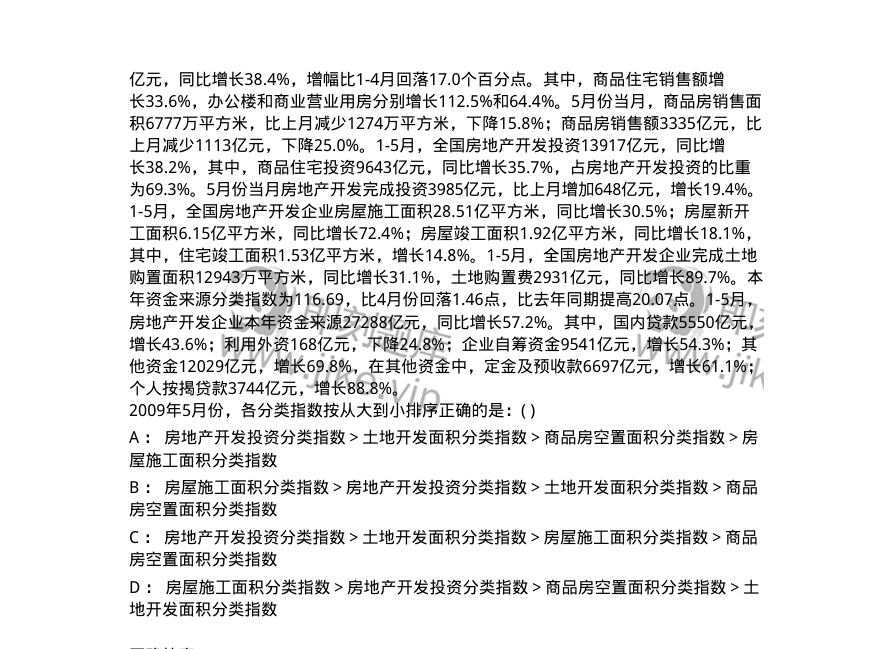 亿元，同比增长38.4%，增幅比1-4月回落17.0个百分点。其中，商品住宅销售额增
长33.6%，办公楼和商业营业用房分别增长112.5%和64.4%。5月份当月，商品房销售面
积6777万平方米，比上月减少1274万平方米，下降15.8%；商品房销售额3335亿元，比
上月减少1113亿元，下降25.0%。1-5月，全国房地产开发投资13917亿元，同比增
长38.2%，其中，商品住宅投资9643亿元，同比增长35.7%，占房地产开发投资的比重
为69.3%。5月份当月房地产开发完成投资3985亿元，比上月增加648亿元，增长19.4%。
1-5月，全国房地产开发企业房屋施工面积28.51亿平方米，同比增长30.5%；房屋新开
工面积6.15亿平方米，同比增长72.4%；房屋竣工面积1.92亿平方米，同比增长18.1%，
其中，住宅竣工面积1.53亿平方米，增长14.8%。1-5月，全国房地产开发企业完成土地
购置面积12943万平方米，同比增长31.1%，土地购置费2931亿元，同比增长89.7%。本
年资金来源分类指数为116.69，比4月份回落1.46点，比去年同期提高20.07点。1-5月，
房地产开发企业本年资金来源27288亿元，同比增长57.2%。其中，国内贷款5550亿元，
增长43.6%；利用外资168亿元，下降24.8%；企业自筹资金9541亿元，增长54.3%；其
他资金12029亿元，增长69.8%，在其他资金中，定金及预收款6697亿元，增长61.1%；
个人按揭贷款3744亿元，增长88.8%。
2009年5月份，各分类指数按从大到小排序正确的是：( )
A： 房地产开发投资分类指数＞土地开发面积分类指数＞商品房空置面积分类指数＞房
屋施工面积分类指数
B： 房屋施工面积分类指数＞房地产开发投资分类指数＞土地开发面积分类指数＞商品
房空置面积分类指数
C： 房地产开发投资分类指数＞土地开发面积分类指数＞房屋施工面积分类指数＞商品
房空置面积分类指数
D： 房屋施工面积分类指数＞房地产开发投资分类指数＞商品房空置面积分类指数＞土
地开发面积分类指数